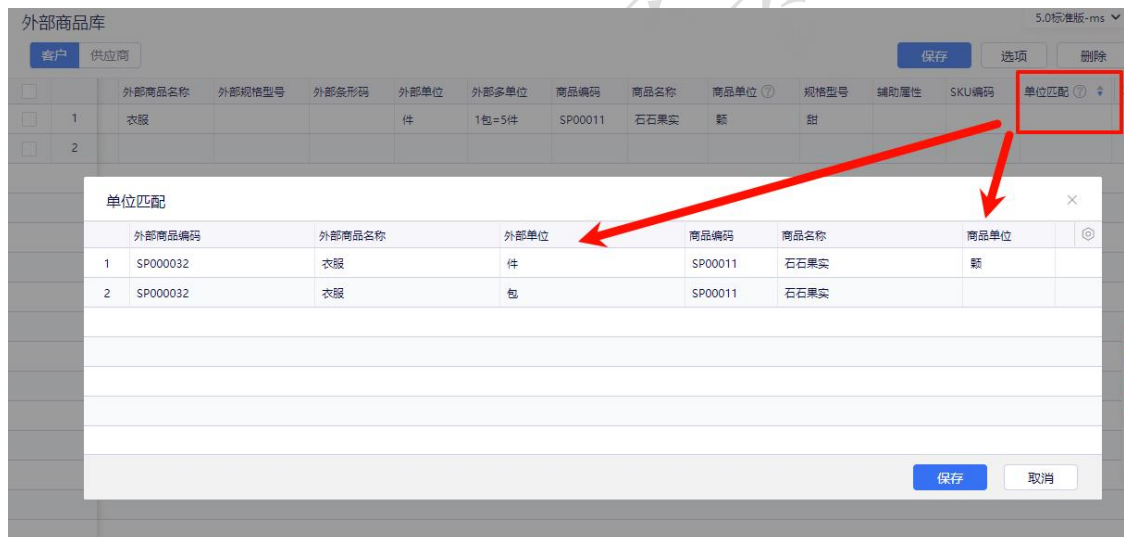 外部商品库
5.0标准版-ms
客户 供应商 保存 选项 删除
外部商品名称 外部规格型号 外部条形码 外部单位 外部多单位 商品编码 商品名称 商品单位 规格型号 辅助属性 SKU编码 单位匹配
1 衣服 件 1包=5件 SP00011 石石果实 颗 甜
2
单位匹配
外部商品编码 外部商品名称 外部单位 商品编码 商品名称 商品单位
1 SP000032 衣服 件 SP00011 石石果实 颗
2 SP000032 衣服 包 SP00011 石石果实
保存 取消